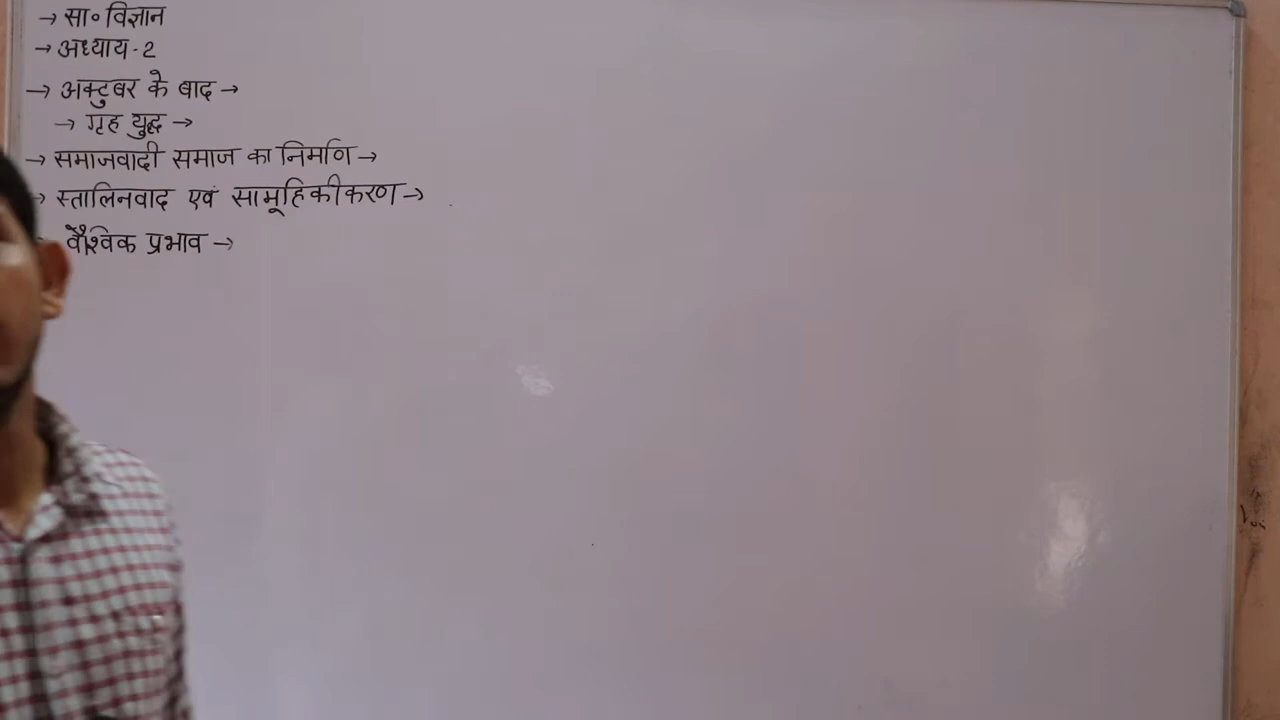 → सा॰ विज्ञान
→ अध्याय-2
→ अक्टुबर के बाद →
→ गृह युद्ध →
→ समाजवादी समाज का निर्माण →
→ स्तालिनवाद एवं सामूहिकीकरण →
वैश्विक प्रभाव →